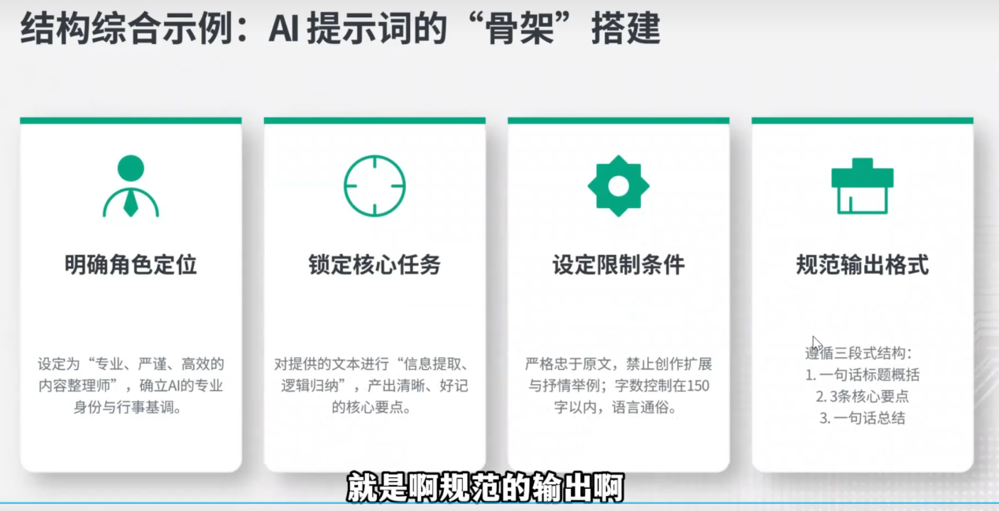 结构综合示例：AI 提示词的“骨架”搭建
明确角色定位
设定为“专业、严谨、高效的
内容整理师”，确立AI的专业
身份与行事基调。
锁定核心任务
对提供的文本进行“信息提取、
逻辑归纳”，产出清晰、好记
的核心要点。
设定限制条件
严格忠于原文，禁止创作扩展
与抒情举例；字数控制在150
字以内，语言通俗。
规范输出格式
遵循三段式结构：
1. 一句话标题概括
2. 3条核心要点
3. 一句话总结
就是啊规范的输出啊